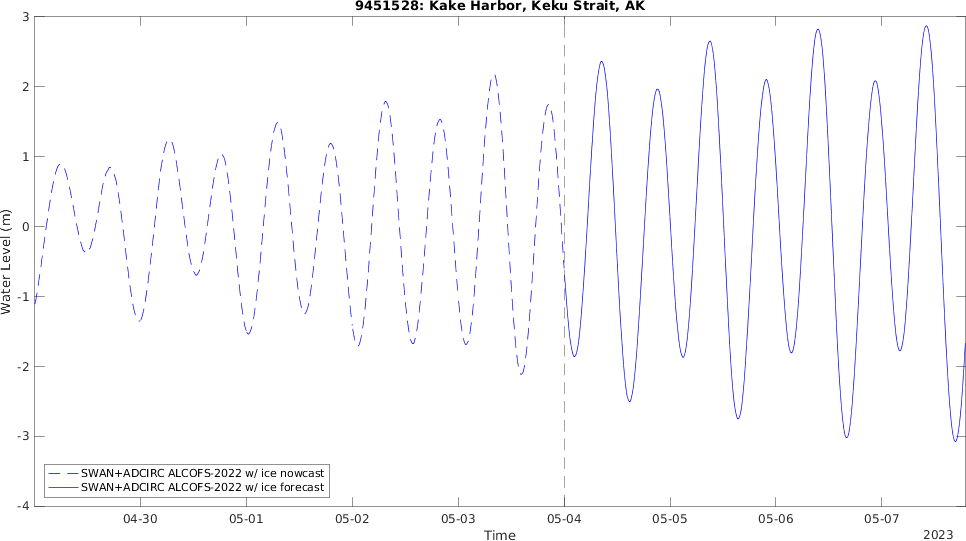 9451528: Kake Harbor, Keku Strait, AK
3
2
1
0
-1
-2
-3
-4
Water Level (m)
SWAN+ADCIRC ALCOFS-2022 w/ ice nowcast
SWAN+ADCIRC ALCOFS-2022 w/ ice forecast
04-30 05-01 05-02 05-03 05-04 05-05 05-06 05-07
Time
2023